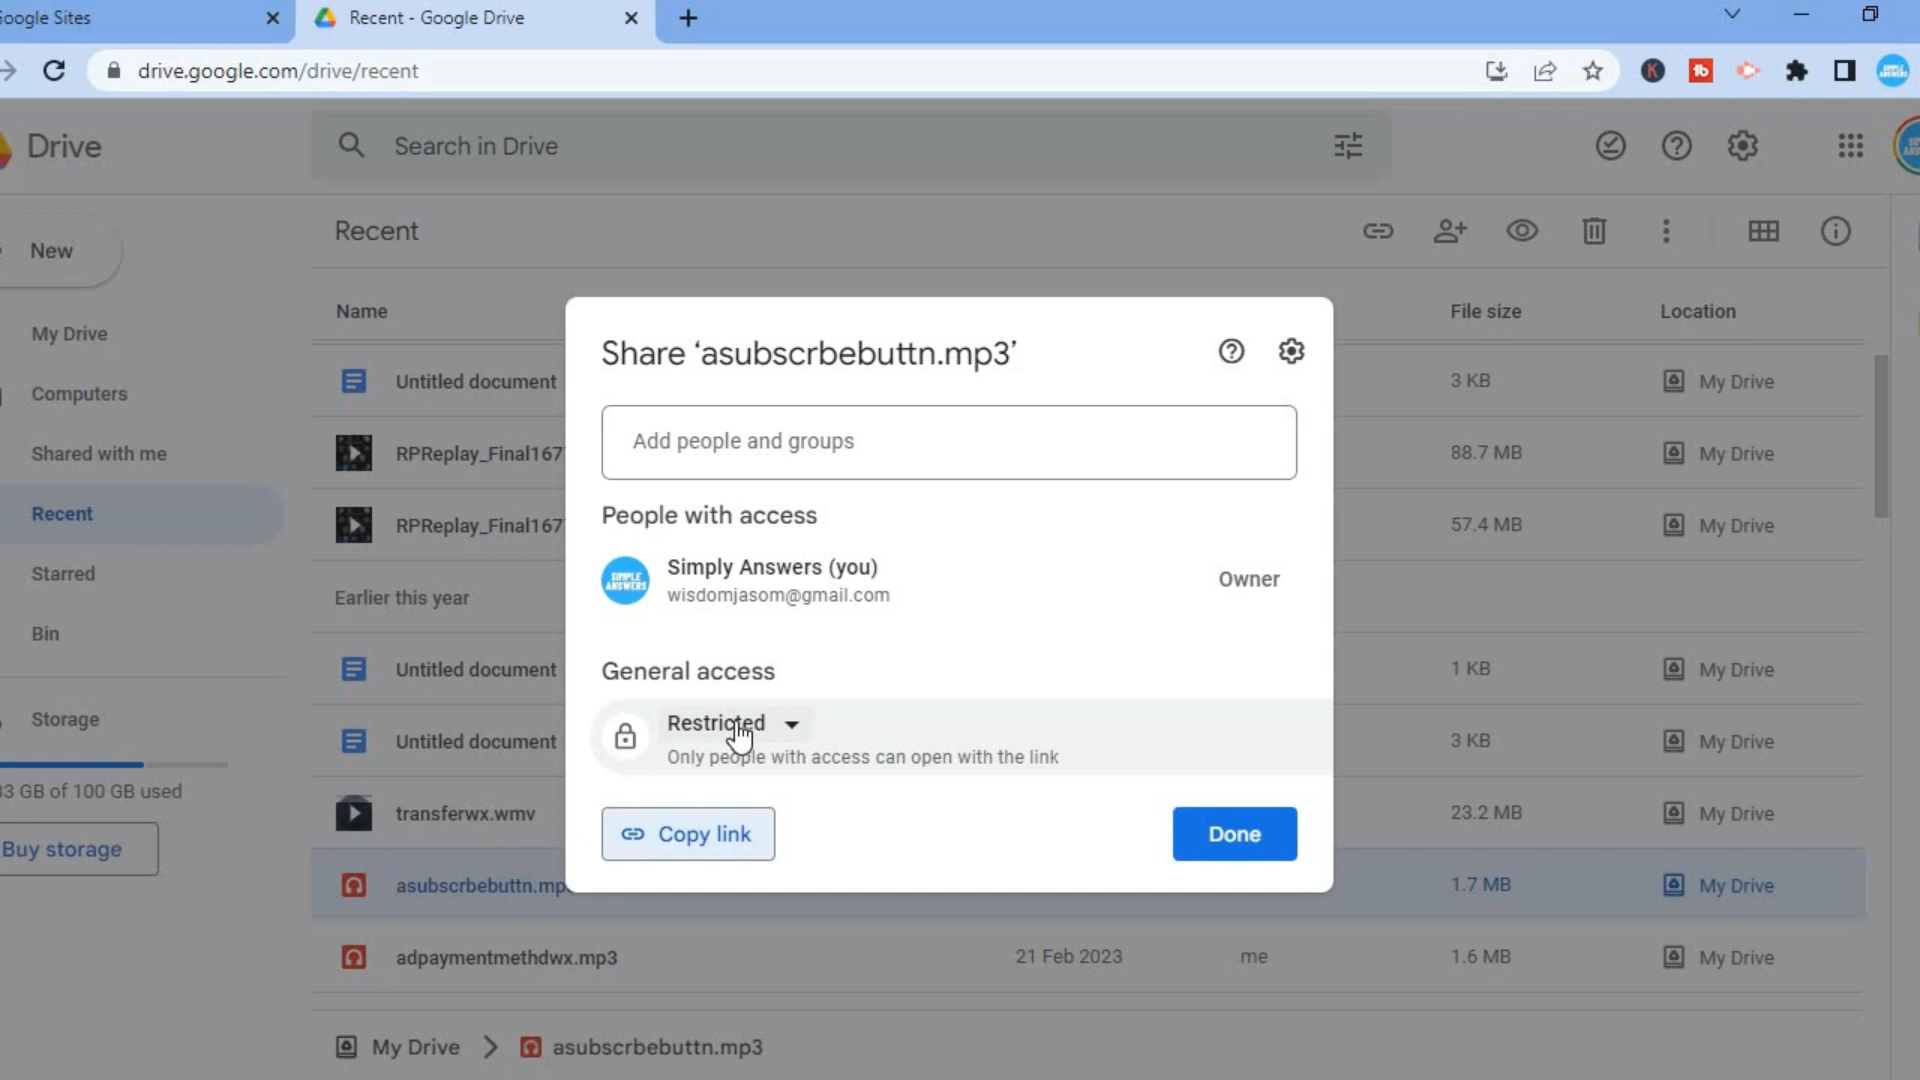 Google Sites
Recent - Google Drive
drive.google.com/drive/recent
Drive
Search in Drive
New
My Drive
Computers
Shared with me
Recent
Starred
Bin
Storage
33 GB of 100 GB used
Buy storage
Recent
Name
File size
Location
Untitled document
3 KB
My Drive
RPReplay_Final167
88.7 MB
My Drive
RPReplay_Final167
57.4 MB
My Drive
Earlier this year
Untitled document
1 KB
My Drive
Untitled document
3 KB
My Drive
transferwx.wmv
23.2 MB
My Drive
asubscrbebuttn.mp
1.7 MB
My Drive
adpaymentmethdwx.mp3
21 Feb 2023
me
1.6 MB
My Drive
My Drive
asubscrbebuttn.mp3
Share ‘asubscrbebuttn.mp3’
Add people and groups
People with access
SIMPLE
ANSWERS
Simply Answers (you)
wisdomjasom@gmail.com
Owner
General access
Restricted
Only people with access can open with the link
Copy link
Done